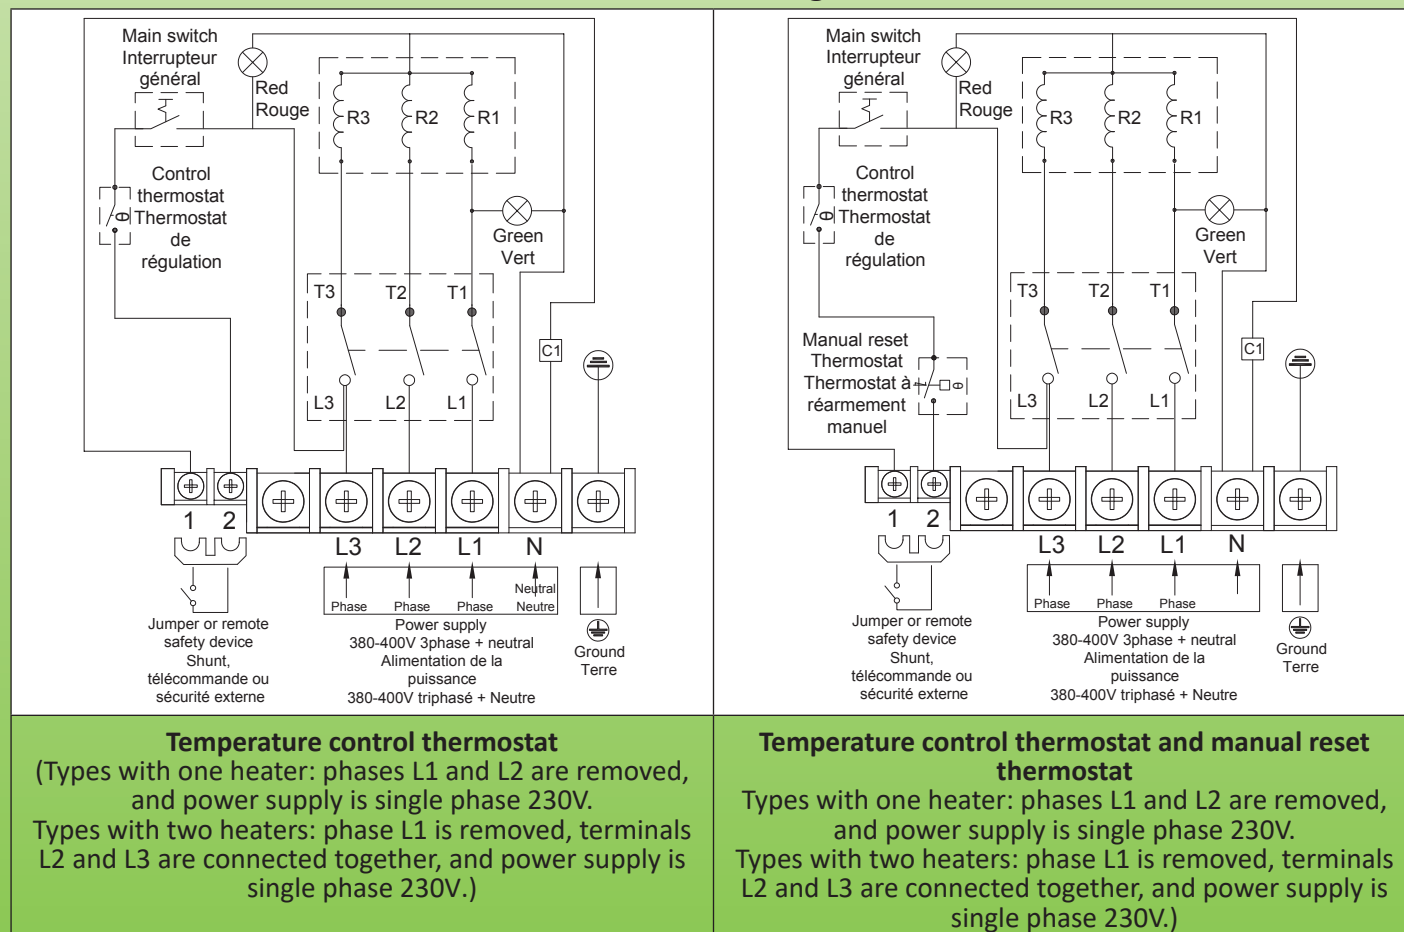 Main switch
Interrupteur
général
Red
Rouge
R3
R2
R1
Control
thermostat
Thermostat
de
régulation
θ
Green
Vert
T3
T2
T1
C1
L3
L2
L1
1
2
L3
L2
L1
N
Phase
Phase
Phase
Neutral
Neutre
Jumper or remote
safety device
Shunt,
télécommande ou
sécurité externe
Power supply
380-400V 3phase + neutral
Alimentation de la
puissance
380-400V triphasé + Neutre
Ground
Terre
Temperature control thermostat
(Types with one heater: phases L1 and L2 are removed,
and power supply is single phase 230V.
Types with two heaters: phase L1 is removed, terminals
L2 and L3 are connected together, and power supply is
single phase 230V.)
Main switch
Interrupteur
général
Red
Rouge
R3
R2
R1
Control
thermostat
Thermostat
de
régulation
θ
Green
Vert
T3
T2
T1
Manual reset
Thermostat
Thermostat à
réarmement
manuel
θ
C1
L3
L2
L1
1
2
L3
L2
L1
N
Phase
Phase
Phase
Jumper or remote
safety device
Shunt,
télécommande ou
sécurité externe
Power supply
380-400V 3phase + neutral
Alimentation de la
puissance
380-400V triphasé + Neutre
Ground
Terre
Temperature control thermostat and manual reset
thermostat
Types with one heater: phases L1 and L2 are removed,
and power supply is single phase 230V.
Types with two heaters: phase L1 is removed, terminals
L2 and L3 are connected together, and power supply is
single phase 230V.)